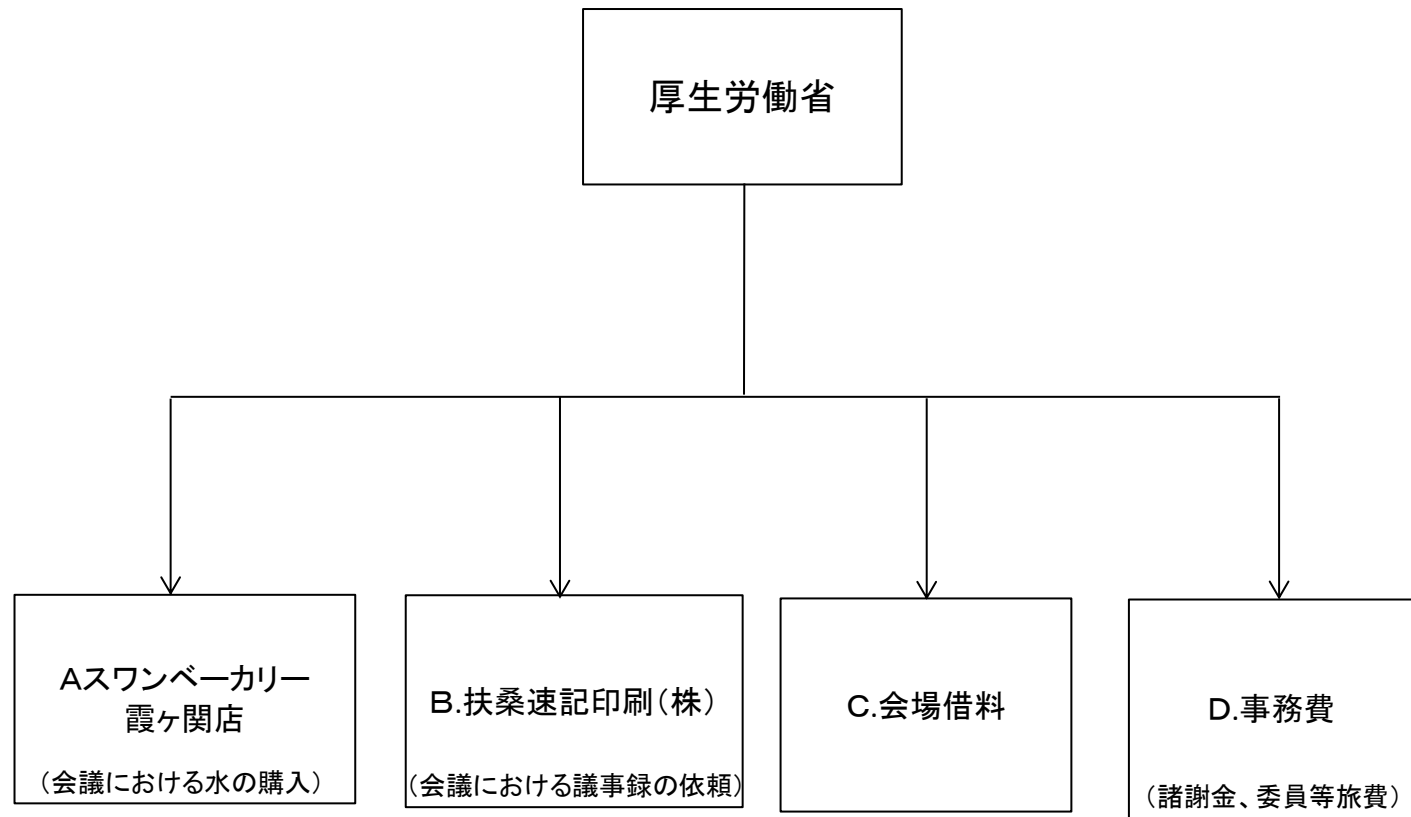 厚生労働省
Aスワンベーカリー
霞ヶ関店
（会議における水の購入）
B.扶桑速記印刷（株）
（会議における議事録の依頼）
C.会場借料
D.事務費
（諸謝金、委員等旅費）